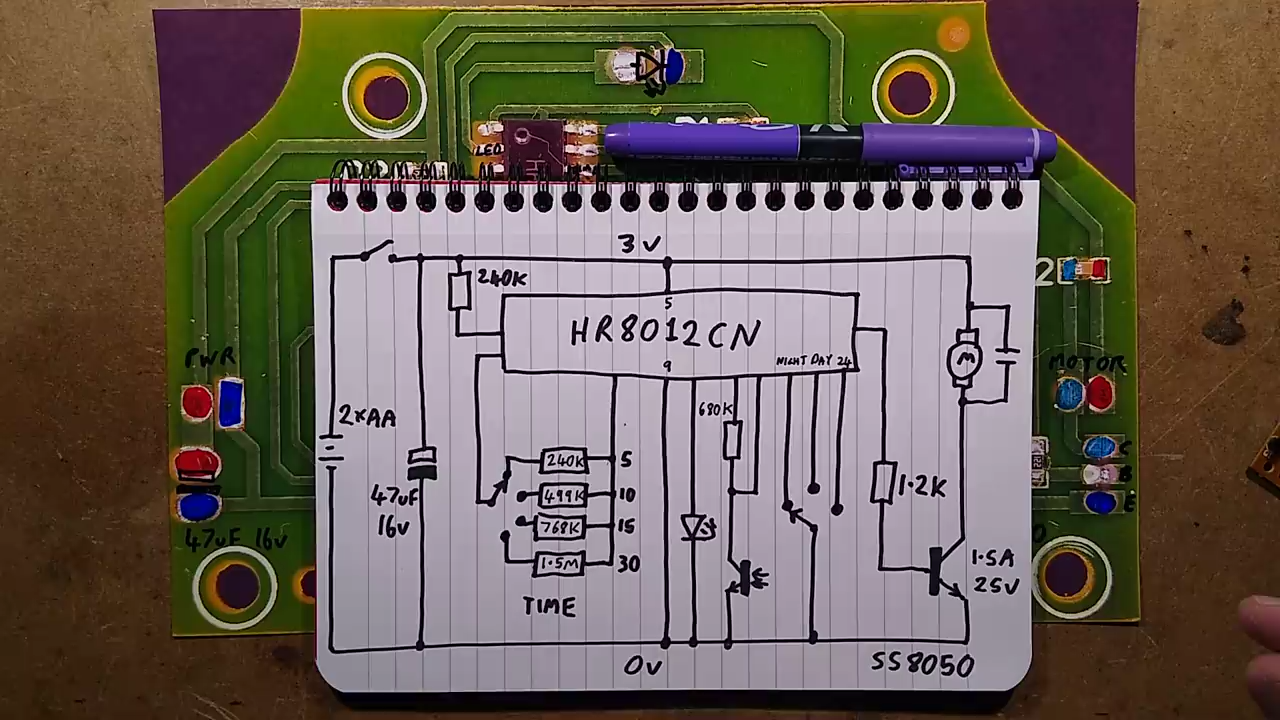 LED
3V
240K
5
HR8012CN
9
NIGHT DAY 24
PWR
2
MOTOR
2xAA
680K
47uF
16V
240K 5
499K 10
768K 15
1.5M 30
TIME
1.2K
C
B
E
47uF 16V
1.5A
25V
0V
SS8050